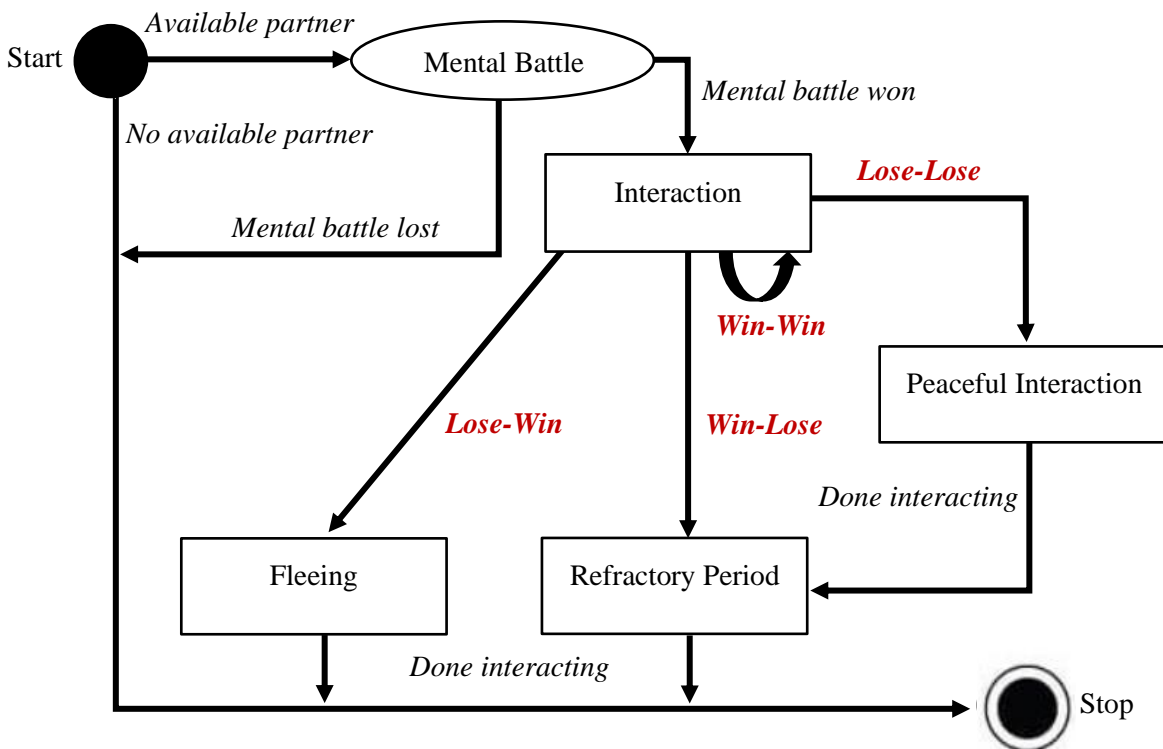 Available partner
Start
Mental Battle
Mental battle won
No available partner
Lose-Lose
Interaction
Mental battle lost
Win-Win
Peaceful Interaction
Lose-Win
Win-Lose
Done interacting
Fleeing
Refractory Period
Done interacting
Stop